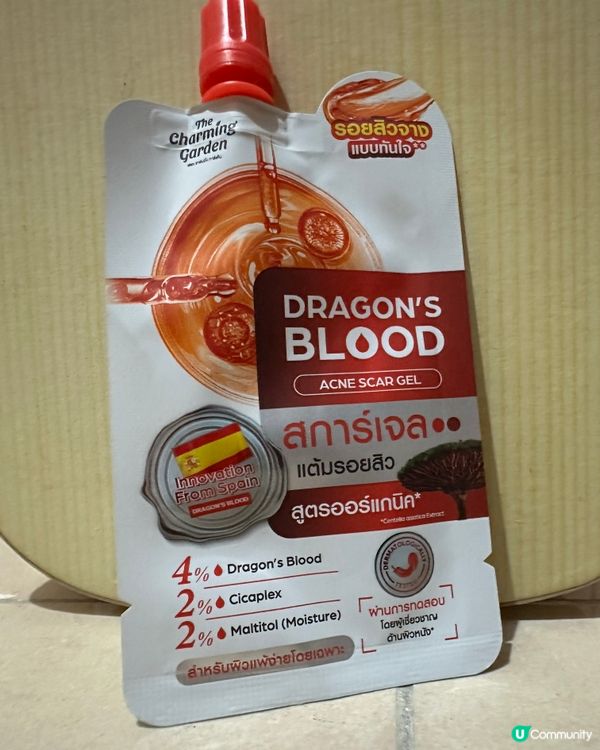 The
Charming
Garden
รอยสิวจาง
แบบทันใจ**
DRAGON'S
BLOOD
ACNE SCAR GEL
สการ์เจล
แต้มรอยสิว
สูตรออร์แกนิค*
*Centella asiatica Extract
Innovation
From Spain
DRAGON'S BLOOD
4% Dragon's Blood
2% Cicaplex
2% Maltitol (Moisture)
สำหรับผิวแพ้ง่ายโดยเฉพาะ
DERMATOLOGICALLY
TESTED
ผ่านการทดสอบ
โดยผู้เชี่ยวชาญ
ด้านผิวหนัง*
U Community